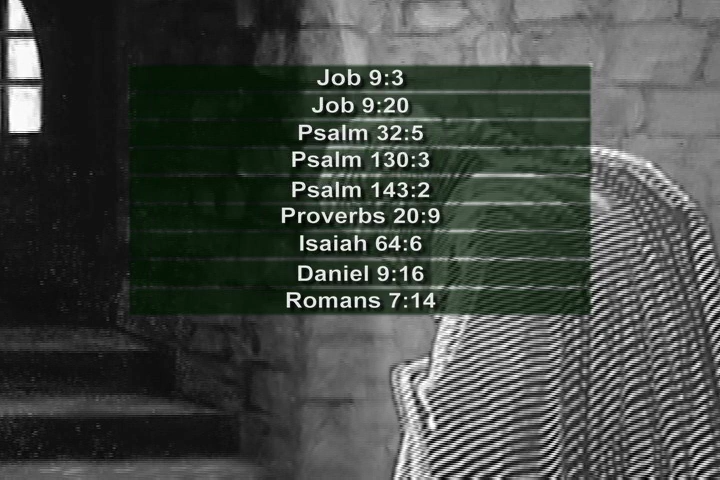 Job 9:3
Job 9:20
Psalm 32:5
Psalm 130:3
Psalm 143:2
Proverbs 20:9
Isaiah 64:6
Daniel 9:16
Romans 7:14